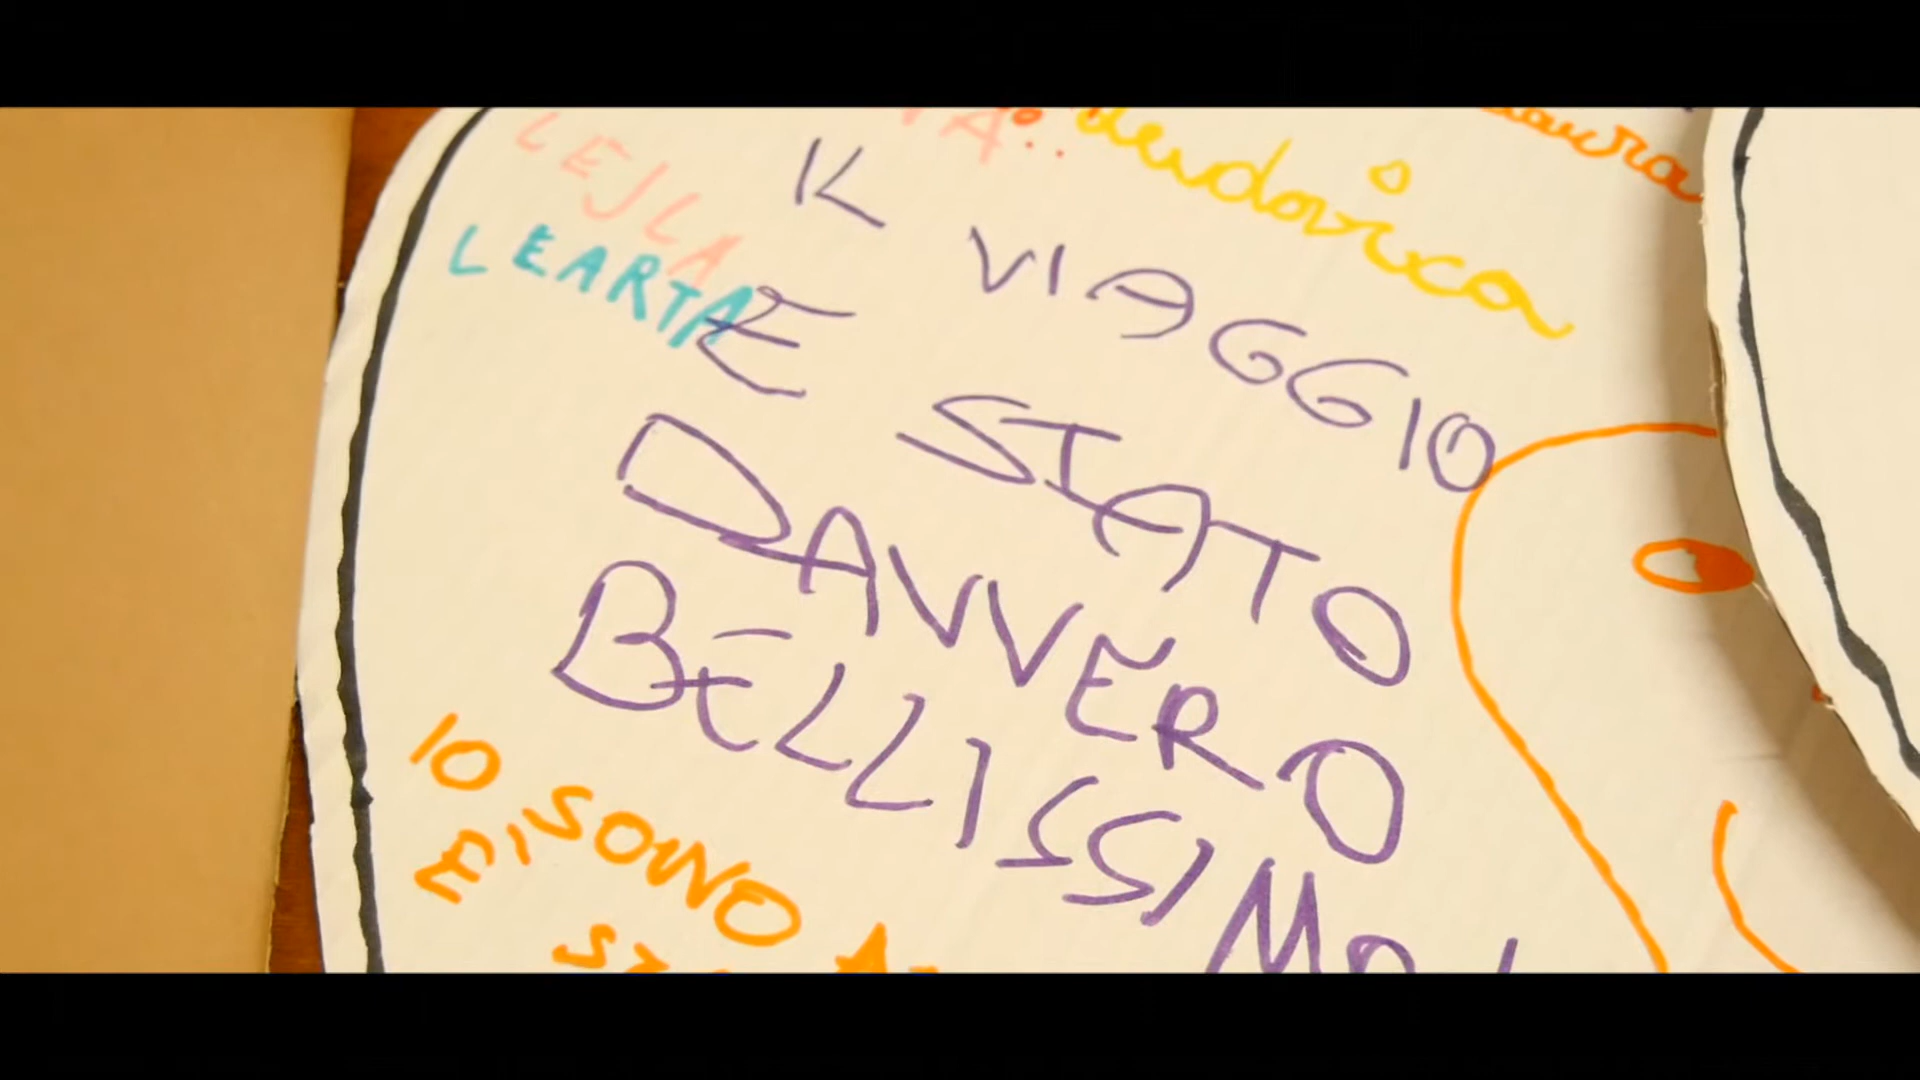 LEJLA
LEARTA
Ludovica
IL VIAGGIO
E STATO
DAVVERO
BELLISSIMO!
IO SONO
E'